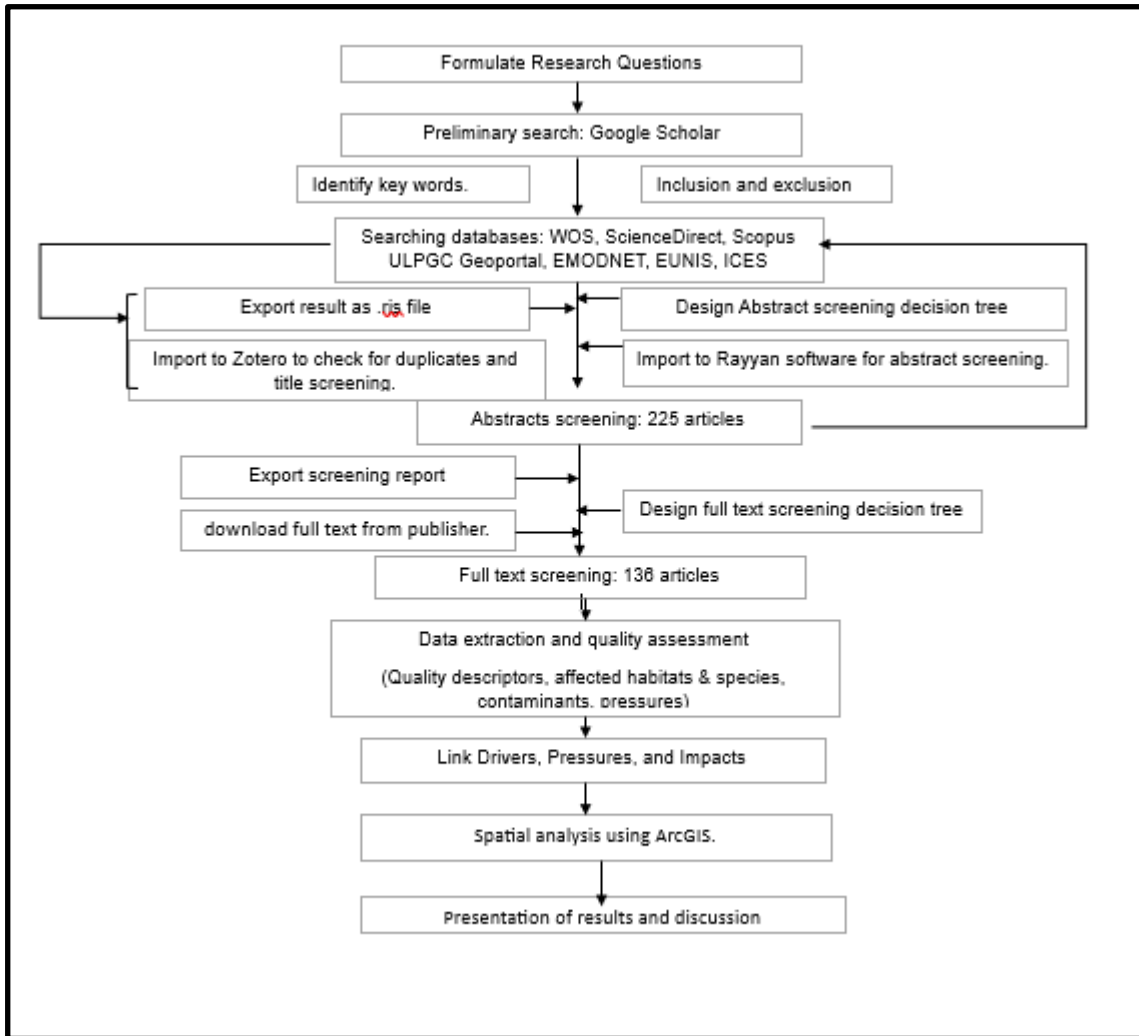 Formulate Research Questions
Preliminary search: Google Scholar
Identify key words.
Inclusion and exclusion
Searching databases: WOS, ScienceDirect, Scopus
ULPGC Geoportal, EMODNET, EUNIS, ICES
Export result as .ris file
Design Abstract screening decision tree
Import to Zotero to check for duplicates and
title screening.
Import to Rayyan software for abstract screening.
Abstracts screening: 225 articles
Export screening report
Design full text screening decision tree
download full text from publisher.
Full text screening: 136 articles
Data extraction and quality assessment
(Quality descriptors, affected habitats & species,
contaminants, pressures)
Link Drivers, Pressures, and Impacts
Spatial analysis using ArcGIS.
Presentation of results and discussion